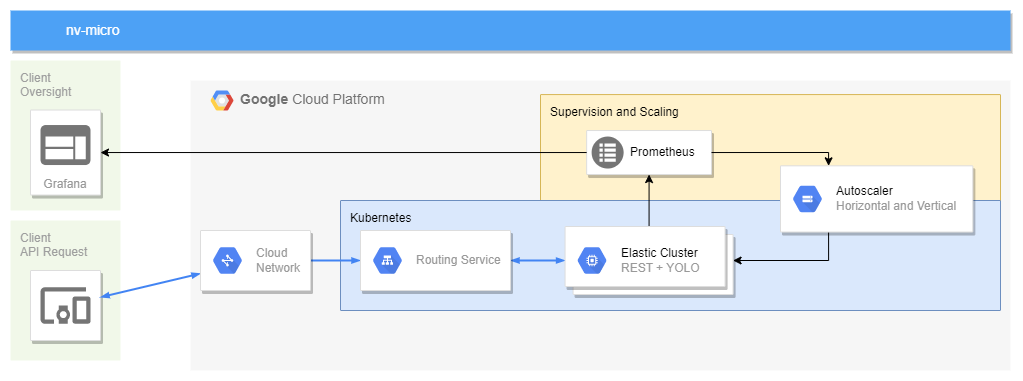 nv-micro
Client
Oversight
Grafana
Client
API Request
Google Cloud Platform
Supervision and Scaling
Prometheus
Autoscaler
Horizontal and Vertical
Kubernetes
Cloud
Network
Routing Service
Elastic Cluster
REST + YOLO